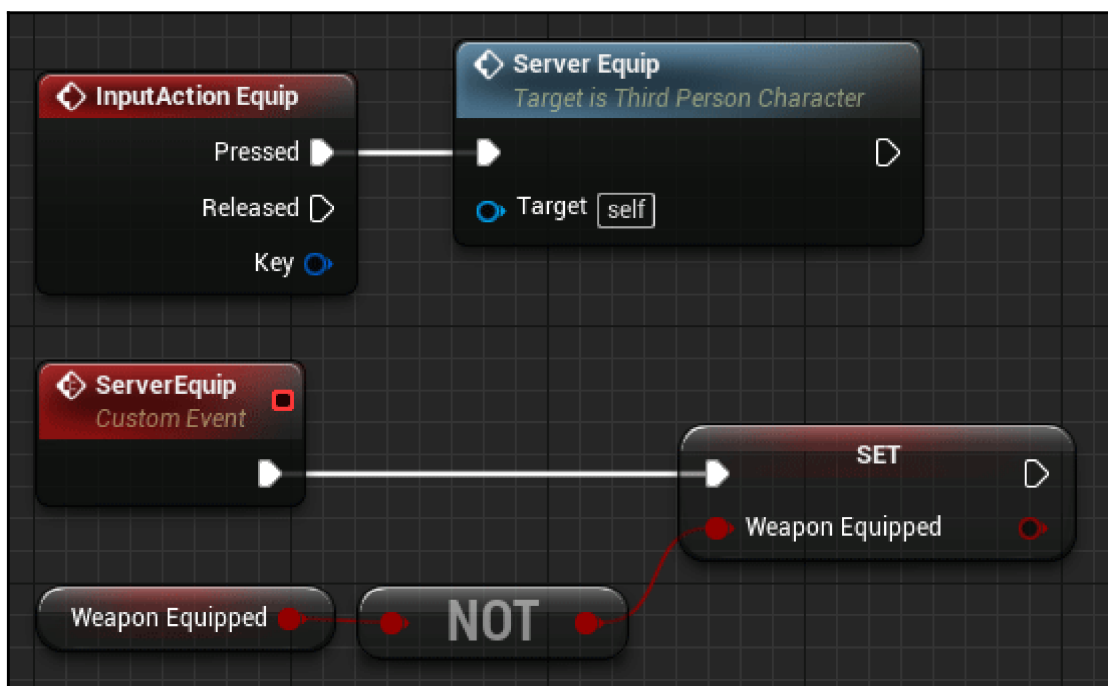 InputAction Equip
Pressed
Released
Key
Server Equip
Target is Third Person Character
Target self
ServerEquip
Custom Event
SET
Weapon Equipped
Weapon Equipped
NOT